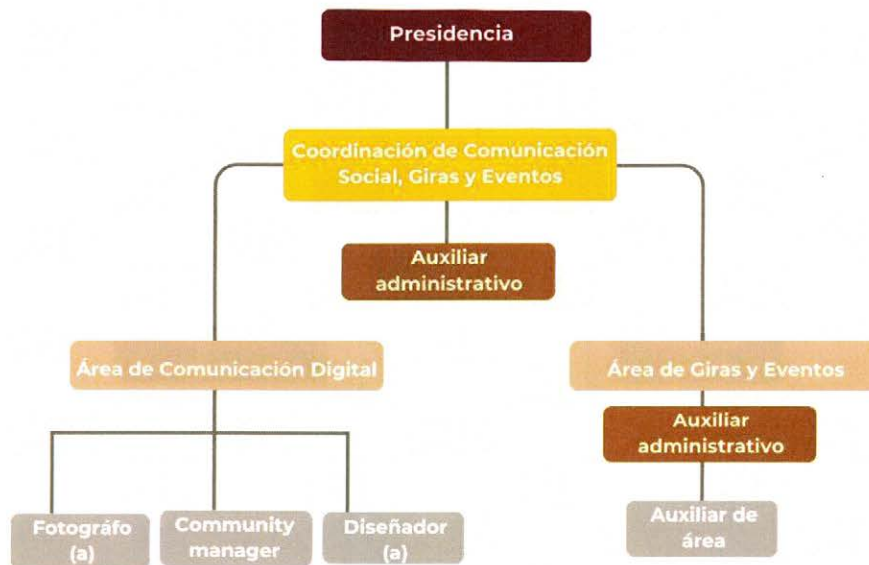 Presidencia
Coordinación de Comunicación
Social, Giras y Eventos
Auxiliar
administrativo
Área de Comunicación Digital
Área de Giras y Eventos
Auxiliar
administrativo
Fotográfo
(a)
Community
manager
Diseñador
(a)
Auxiliar de
área